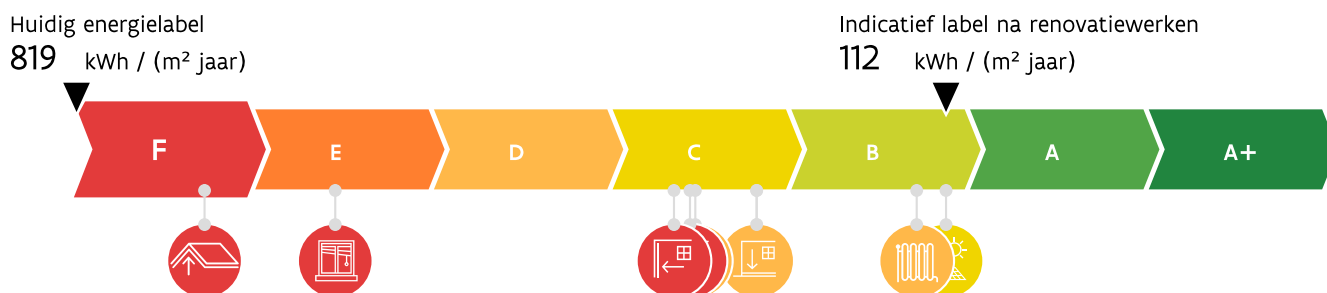 Huidig energielabel
819 kWh / (m² jaar)
Indicatief label na renovatiewerken
112 kWh / (m² jaar)
F E D C B A A+